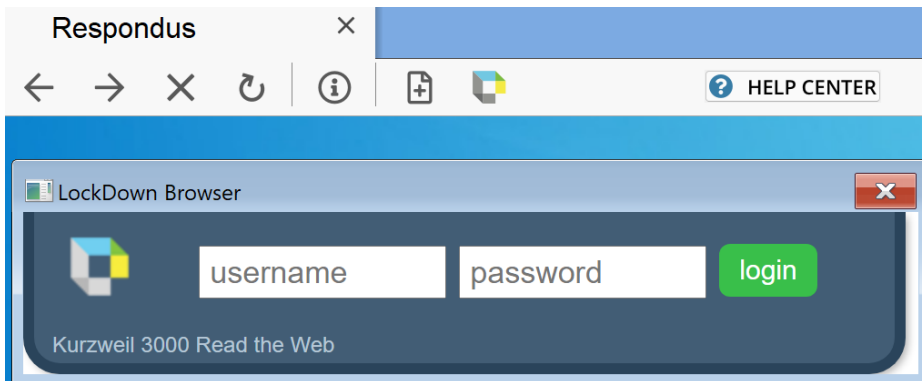 Respondus
HELP CENTER
LockDown Browser
username password login
Kurzweil 3000 Read the Web